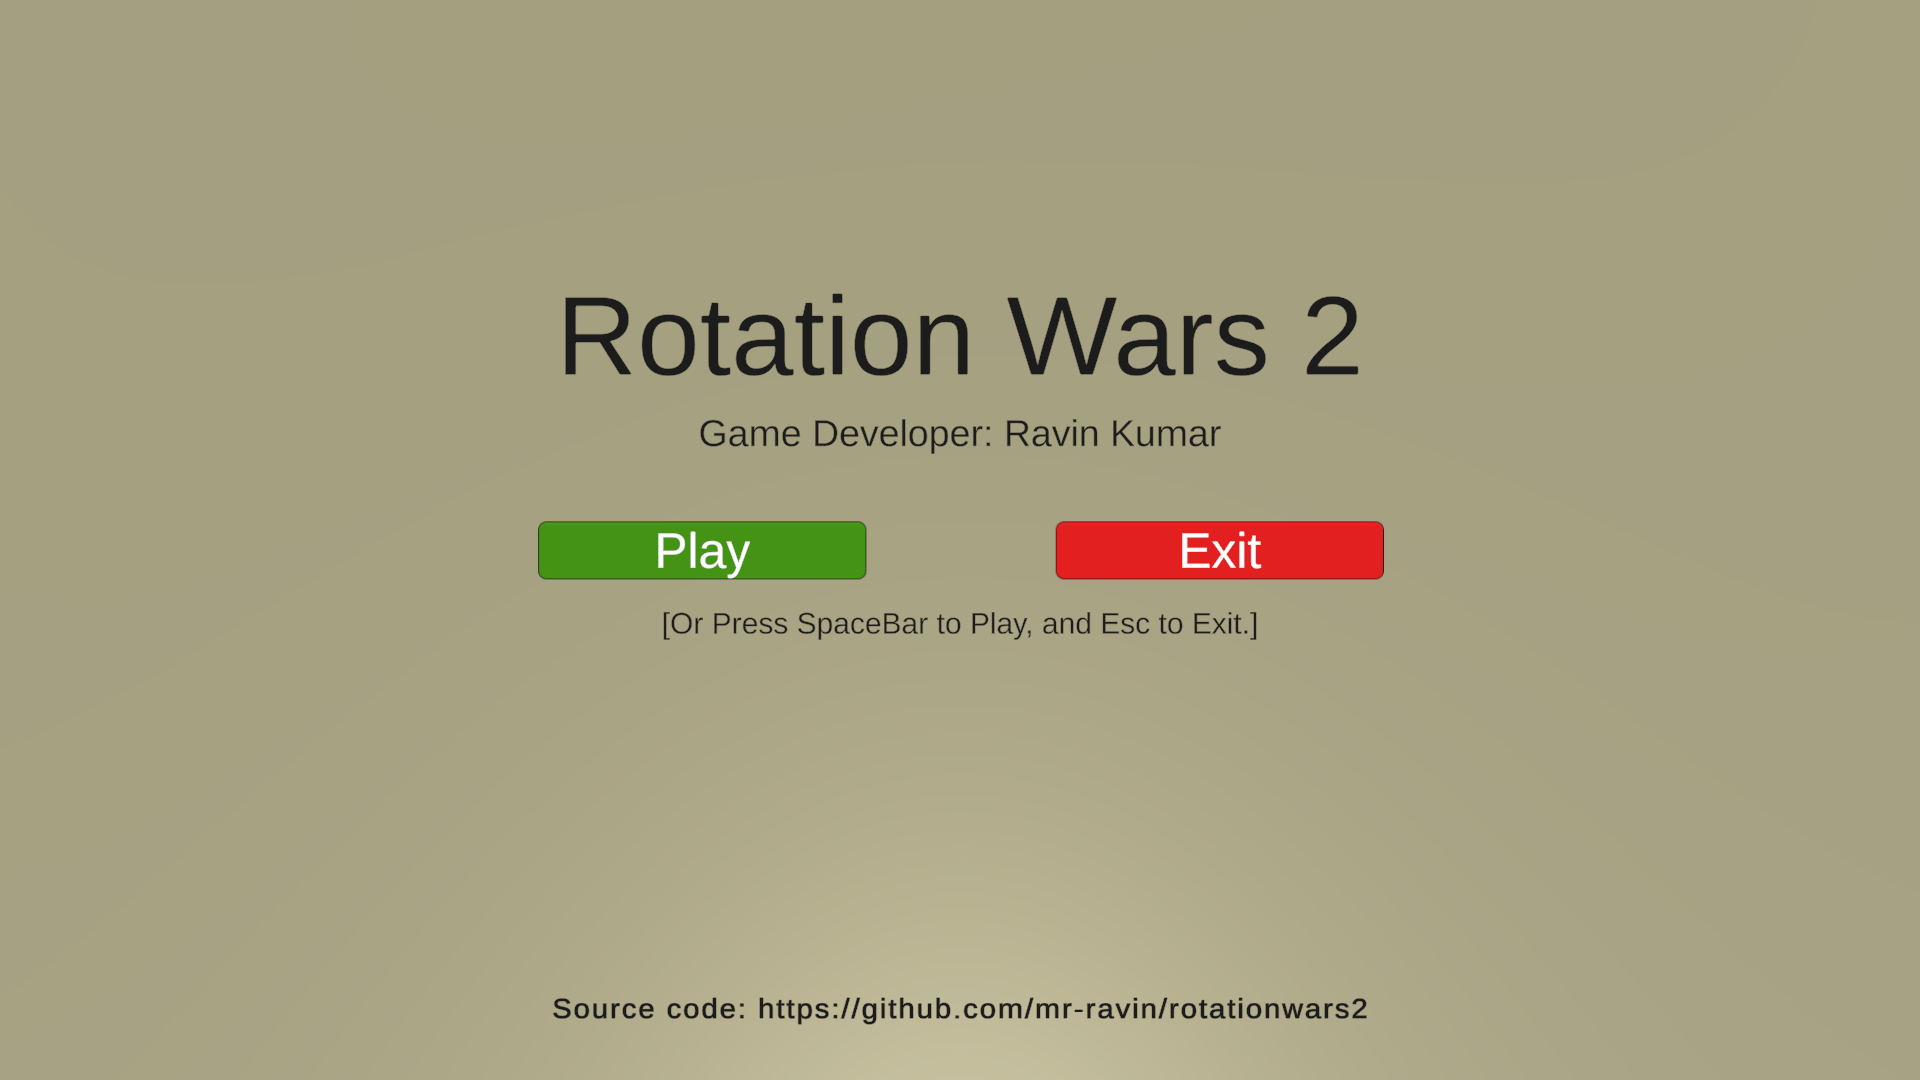 Rotation Wars 2
Game Developer: Ravin Kumar
Play Exit
[Or Press SpaceBar to Play, and Esc to Exit.]
Source code: https://github.com/mr-ravin/rotationwars2